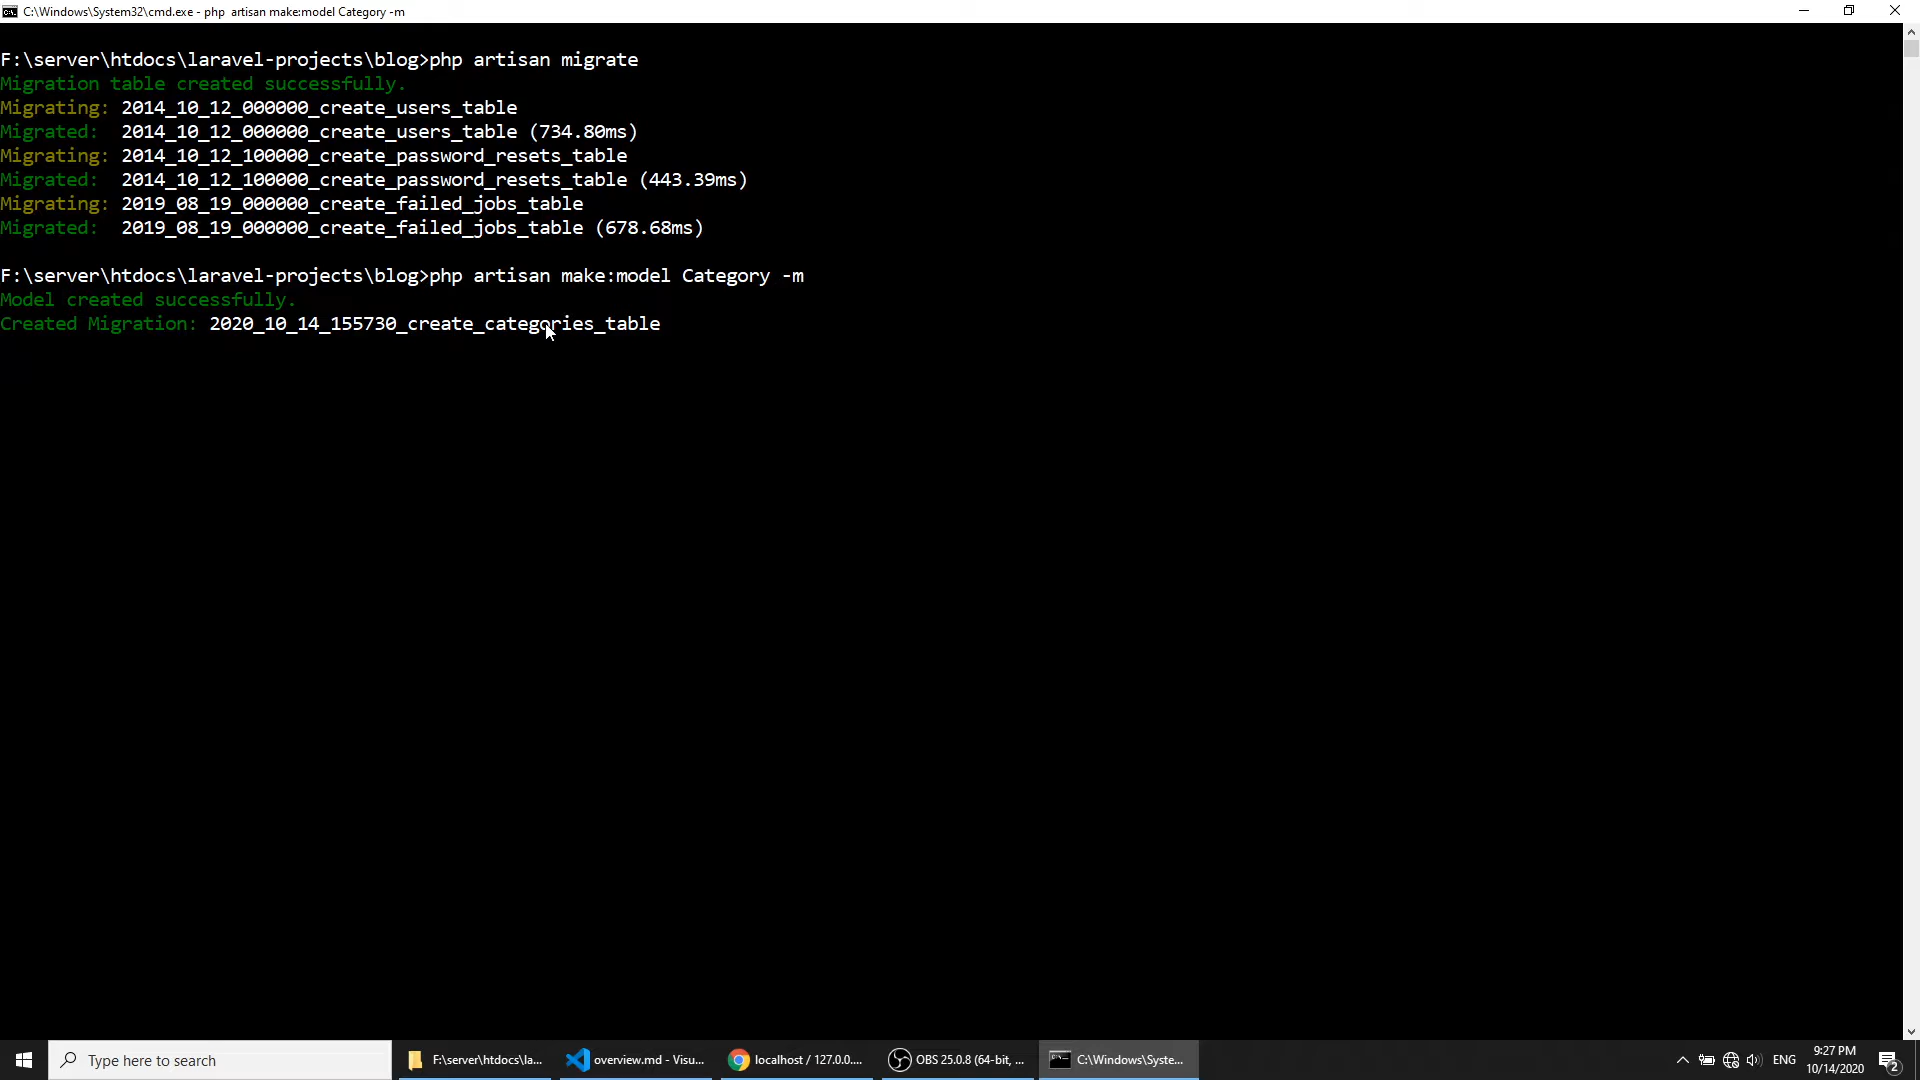 C:\Windows\System32\cmd.exe - php  artisan make:model Category -m
F:\server\htdocs\laravel-projects\blog>php artisan migrate
Migration table created successfully.
Migrating: 2014_10_12_000000_create_users_table
Migrated:  2014_10_12_000000_create_users_table (734.80ms)
Migrating: 2014_10_12_100000_create_password_resets_table
Migrated:  2014_10_12_100000_create_password_resets_table (443.39ms)
Migrating: 2019_08_19_000000_create_failed_jobs_table
Migrated:  2019_08_19_000000_create_failed_jobs_table (678.68ms)
F:\server\htdocs\laravel-projects\blog>php artisan make:model Category -m
Model created successfully.
Created Migration: 2020_10_14_155730_create_categories_table
Type here to search
F:\server\htdocs\la...
overview.md - Visu...
localhost / 127.0.0....
OBS 25.0.8 (64-bit, ...
C:\Windows\Syste...
ENG
9:27 PM
10/14/2020
2